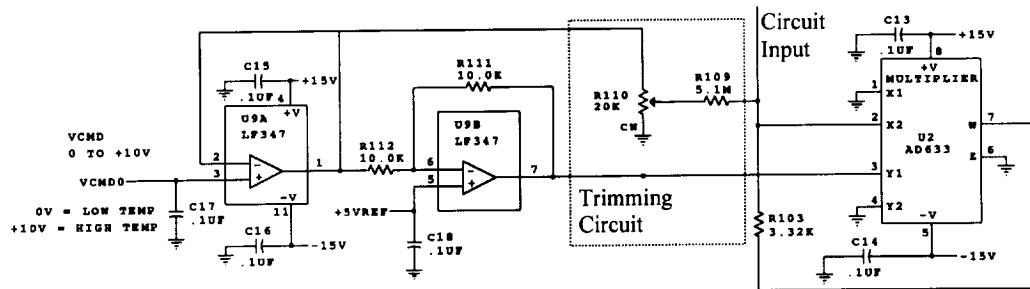 Circuit
Input
C13
.1UF
+15V
8
+V
MULTIPLIER
1
X1
2
X2
W
7
U2
AD633
3
Y1
Z
6
4
Y2
-V
5
C14
.1UF
-15V
C15
.1UF
+15V
4
+V
U9A
LF347
2
3
1
-V
11
C16
.1UF
-15V
VCMD
0 TO +10V
VCMD0
0V = LOW TEMP
+10V = HIGH TEMP
C17
.1UF
R111
10.0K
R112
10.0K
U9B
LF347
6
5
7
+5VREF
C18
.1UF
R110
20K
CW
R109
5.1M
Trimming
Circuit
R103
3.32K